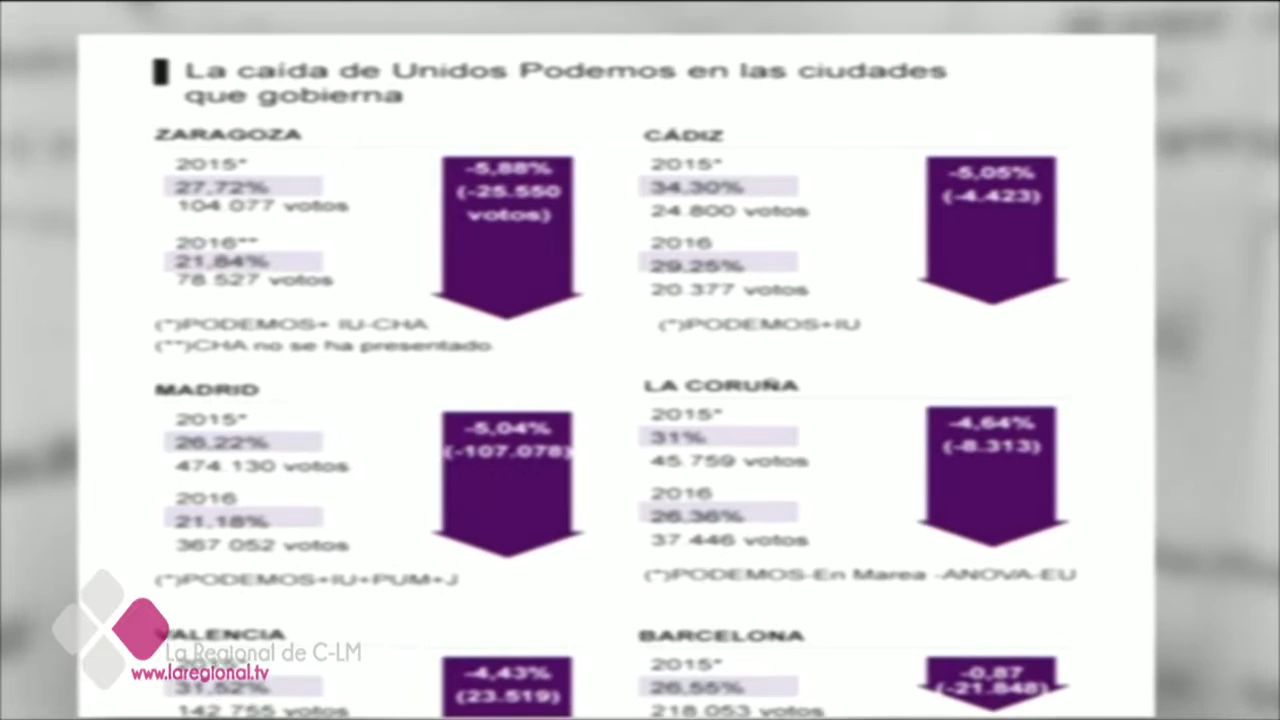 La caída de Unidos Podemos en las ciudades
que gobierna
ZARAGOZA
2015*
27,72%
104.077 votos
2016**
21,84%
78.527 votos
-5,88%
(-25.550
votos)
(*)PODEMOS+ IU-CHA
(**)CHA no se ha presentado
CÁDIZ
2015*
34.30%
24.800 votos
2016
29.25%
20.377 votos
-5,05%
(-4.423)
(*)PODEMOS+IU
MADRID
2015*
26.22%
474.130 votos
2016
21,18%
367.052 votos
-5,04%
(-107.078)
(*)PODEMOS+IU+PUM+J
LA CORUÑA
2015*
31%
45.759 votos
2016
26.36%
37.446 votos
-4,64%
(-8.313)
(*)PODEMOS-En Marea -ANOVA-EU
VALENCIA
2015*
31,52%
142.755 votos
-4,43%
(23.519)
BARCELONA
2015*
26,55%
218.053 votos
-0,87
(-21.848)
La Regional de C-LM
www.laregional.tv